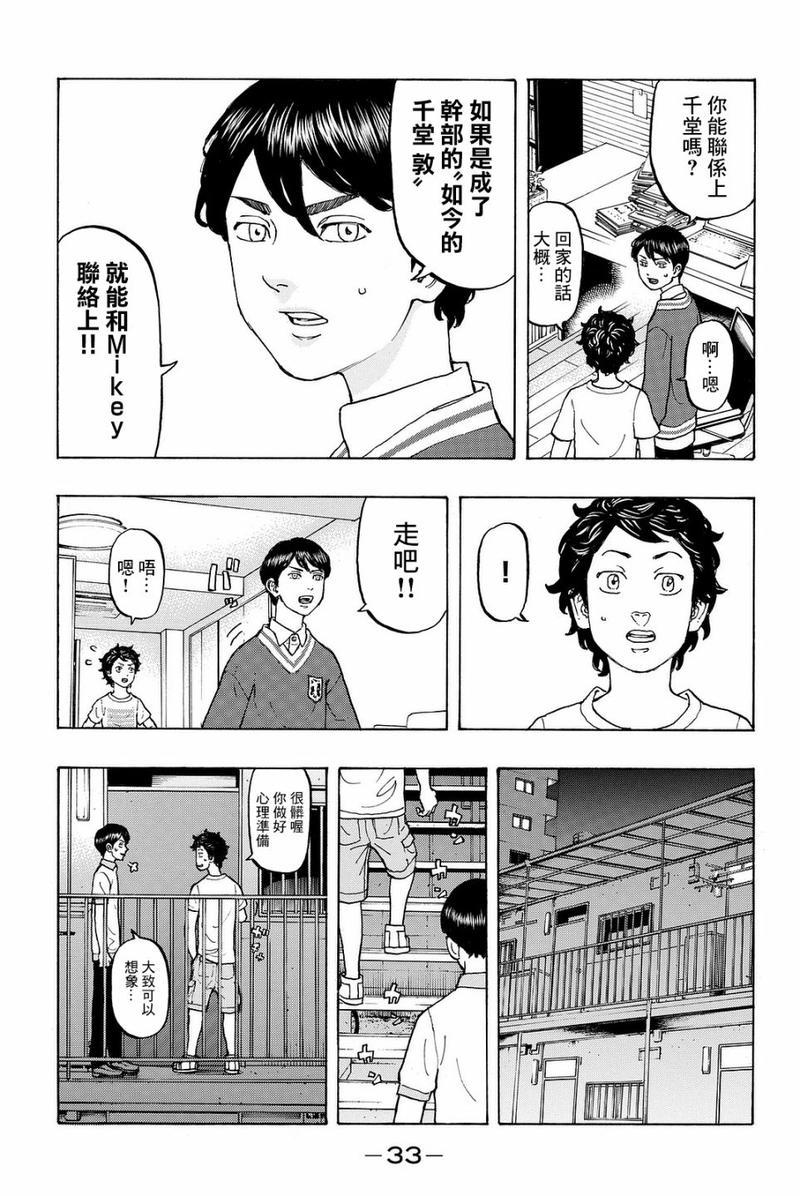 你能聯係上
千堂嗎?
回家的話
大概…
啊…嗯
如果是成了
幹部的“如今的
千堂 敦”
就能和Mikey
聯絡上!!
!
走吧!!
唔…
嗯!
很髒喔
你做好
心理準備
大致可以
想象…
—33—